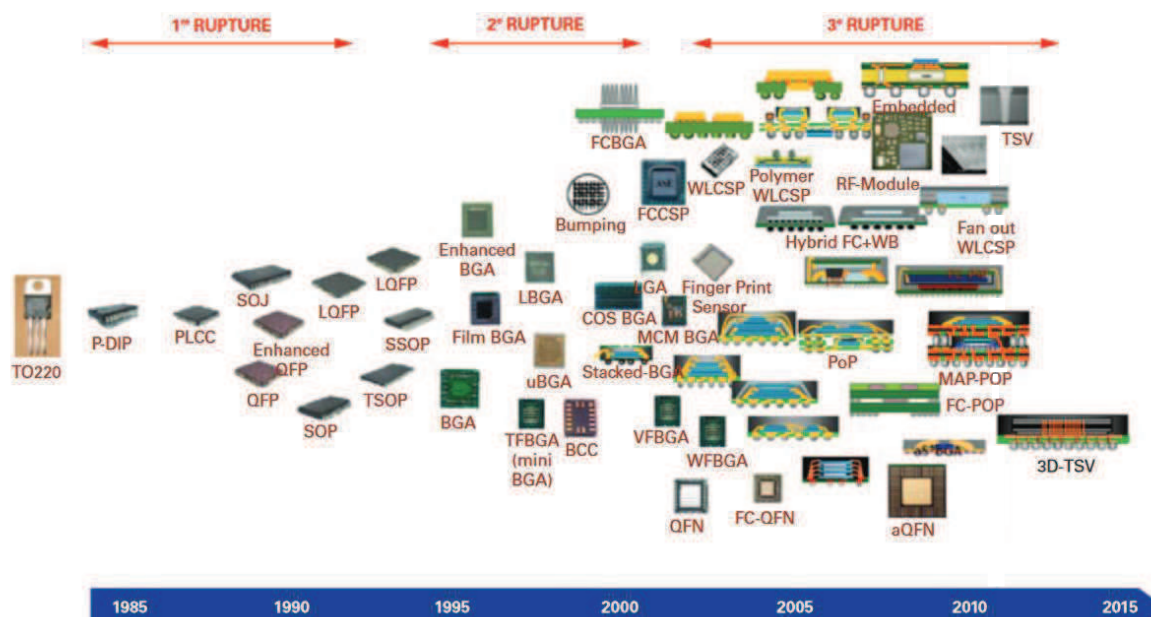 1re RUPTURE
2e RUPTURE
3e RUPTURE
Embedded
TSV
FCBGA
WLCSP
Polymer
WLCSP
RF-Module
FCCSP
Bumping
Hybrid FC+WB
Fan out
WLCSP
Enhanced
BGA
LQFP
SOJ
LQFP
LBGA
LGA
Finger Print
Sensor
COS BGA
MCM BGA
P-DIP
PLCC
Enhanced
QFP
SSOP
Film BGA
TO220
uBGA
Stacked-BGA
PoP
MAP-POP
QFP
TSOP
SOP
BGA
TFBGA
(mini
BGA)
BCC
VFBGA
WFBGA
FC-POP
3D-TSV
QFN
FC-QFN
aQFN
1985
1990
1995
2000
2005
2010
2015